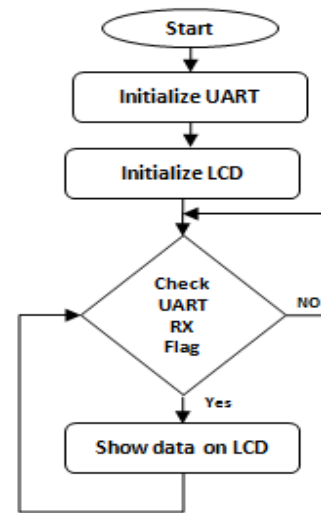 Start
Initialize UART
Initialize LCD
Check
UART
RX
Flag
NO
Yes
Show data on LCD